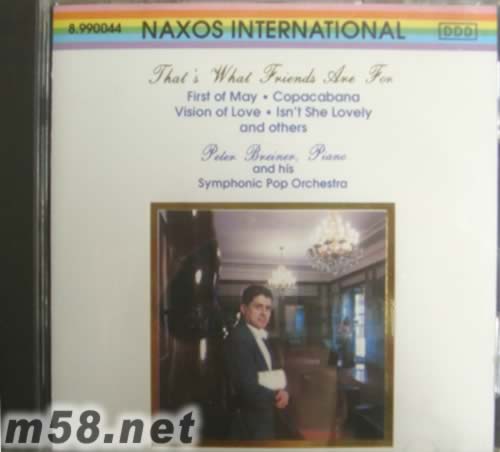 8.990044 NAXOS INTERNATIONAL DDD
That's What Friends Are For
First of May • Copacabana
Vision of Love • Isn't She Lovely
and others
Peter Breiner, Piano
and his
Symphonic Pop Orchestra
m58.net